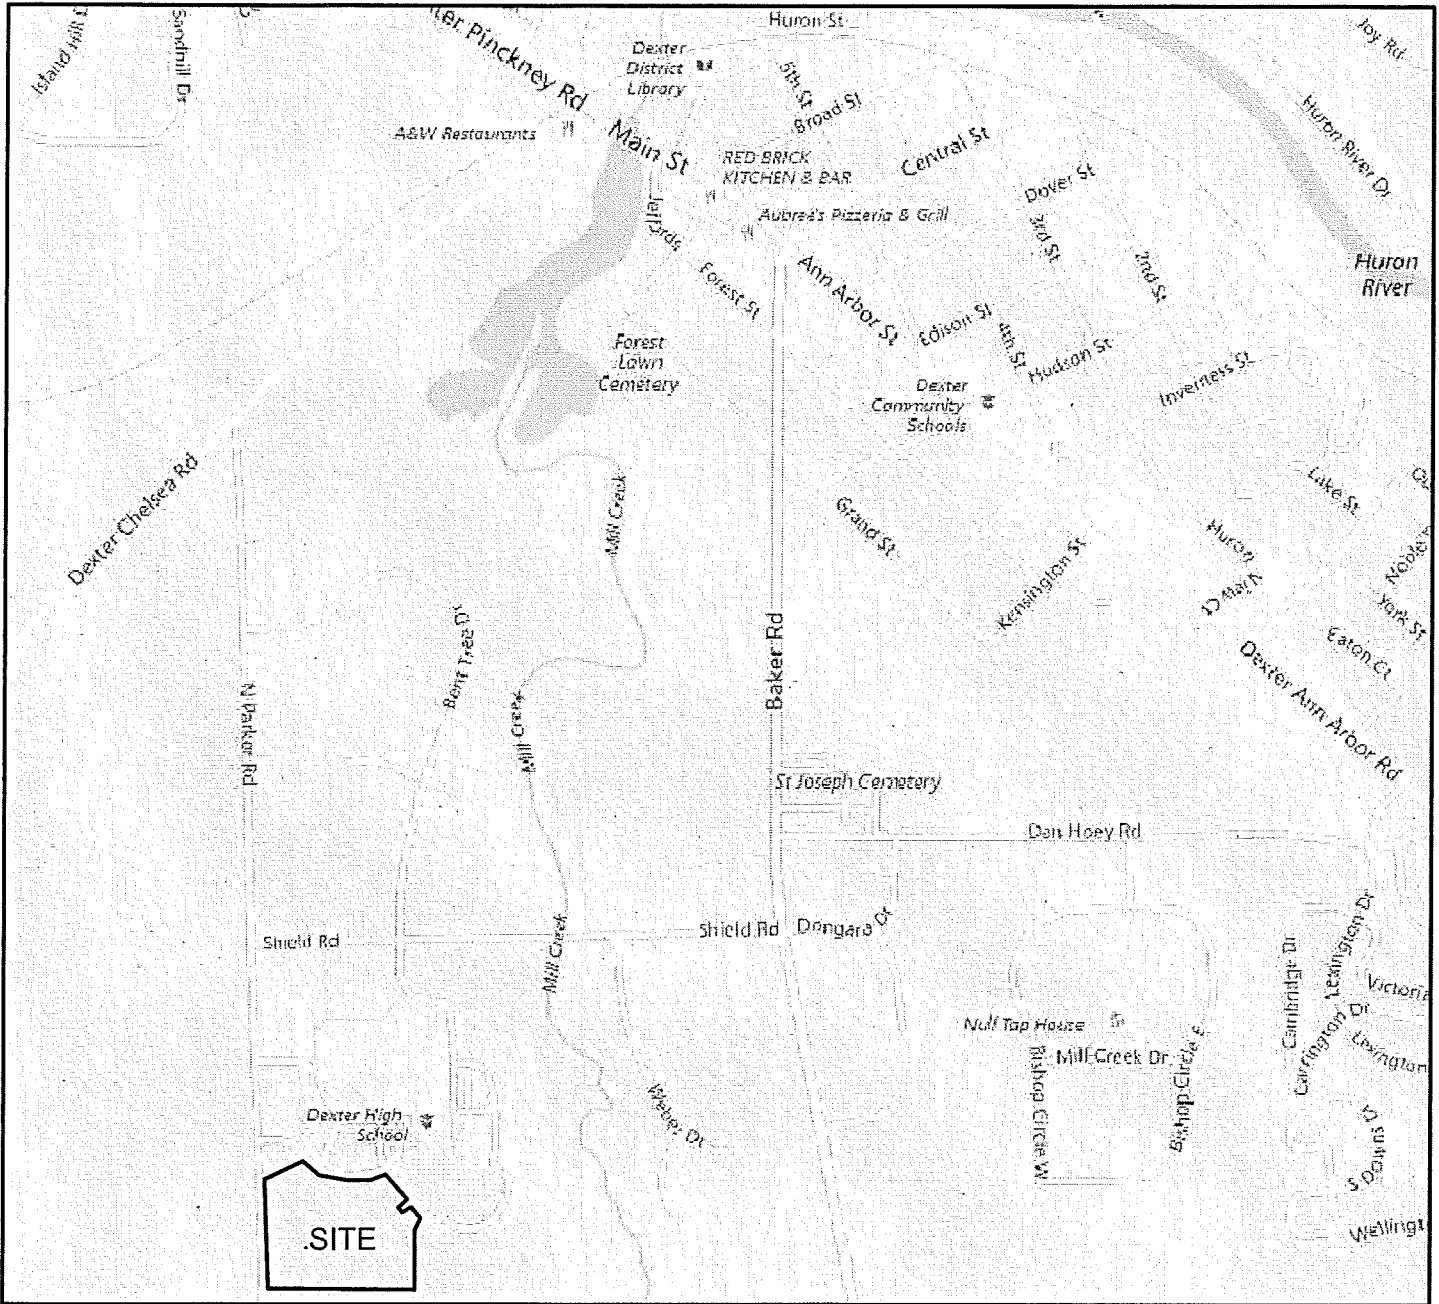 Island Hill
Sandhill Dr
ter Pinckney Rd
Huron St
Joy Rd
Dexter
District
Library
5th St
Broad St
A&W Restaurants
Main St
RED BRICK
KITCHEN & BAR
Central St
Huron River Dr
Dover St
Jeffords
Aubree's Pizzeria & Grill
3rd St
2nd St
Huron
River
Forest St
Ann Arbor St
Edison St
4th St
Hudson St
Inverness St
Forest
Lawn
Cemetery
Dexter
Community
Schools
Dexter Chelsea Rd
Mill Creek
Grand St
Kensington St
Lake St
Huron
Noble
York St
Eaton Ct
Bent Tree Dr
Baker Rd
Dexter Ann Arbor Rd
N Parker Rd
Mill Creek
St Joseph Cemetery
Dan Hoey Rd
Shield Rd
Mill Creek
Shield Rd
Dongara Dr
Cambridge Dr
Lexington Dr
Victoria
Carrington Dr
Lexington
Null Tap House
Mill Creek Dr
Bishop Circle W
Bishop Circle E
Weber Dr
Dexter High
School
S Downs
Wellingt
.SITE